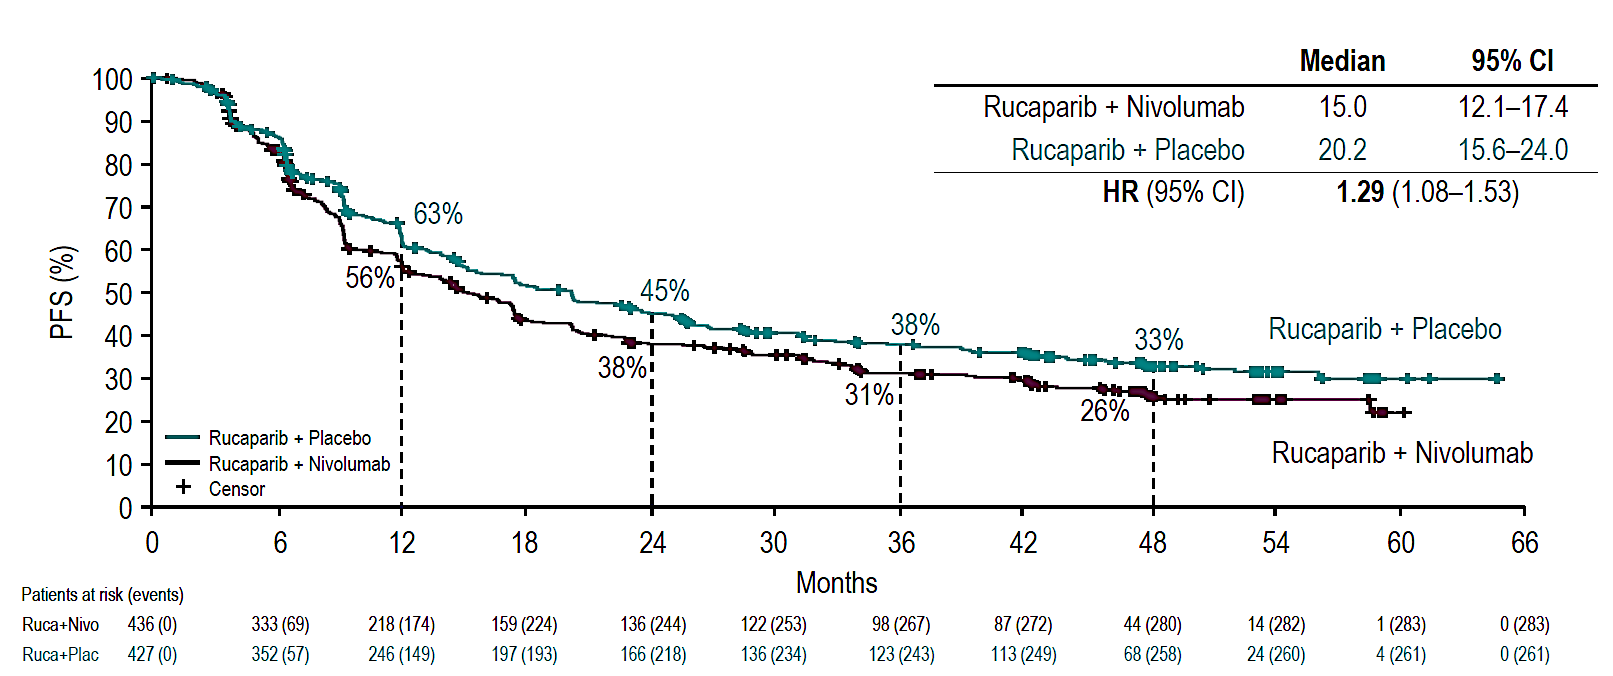 Median 95% CI
Rucaparib + Nivolumab 15.0 12.1–17.4
Rucaparib + Placebo 20.2 15.6–24.0
HR (95% CI) 1.29 (1.08–1.53)
PFS (%)
100
90
80
70
60
50
40
30
20
10
0
63%
56%
45%
38%
38%
31%
33%
26%
Rucaparib + Placebo
Rucaparib + Nivolumab
Rucaparib + Placebo
Rucaparib + Nivolumab
Censor
0 6 12 18 24 30 36 42 48 54 60 66
Months
Patients at risk (events)
Ruca+Nivo 436 (0) 333 (69) 218 (174) 159 (224) 136 (244) 122 (253) 98 (267) 87 (272) 44 (280) 14 (282) 1 (283) 0 (283)
Ruca+Plac 427 (0) 352 (57) 246 (149) 197 (193) 166 (218) 136 (234) 123 (243) 113 (249) 68 (258) 24 (260) 4 (261) 0 (261)